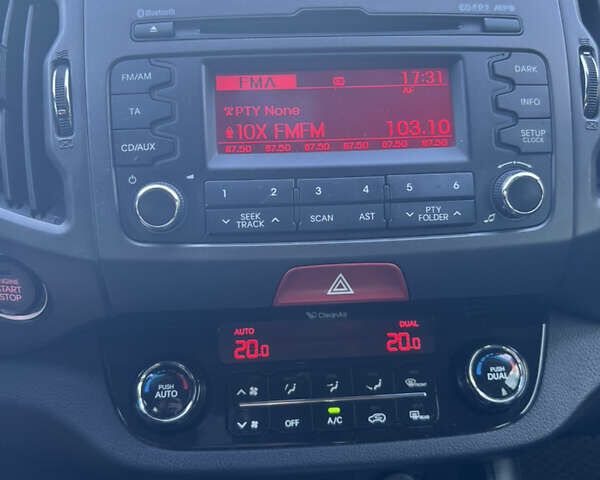 Bluetooth
FM/AM
TA
CD/AUX
FMA
17:31
AF
PTY None
10X FMFM
103.10
87.50 87.50 87.50 87.50 87.50 87.50
DARK
INFO
SETUP
CLOCK
1 2 3 4 5 6
SEEK
TRACK
SCAN
AST
PTY
FOLDER
ENGINE
START
STOP
CleanAir
AUTO
20.0
DUAL
20.0
PUSH
AUTO
PUSH
DUAL
FRONT
OFF
A/C
REAR